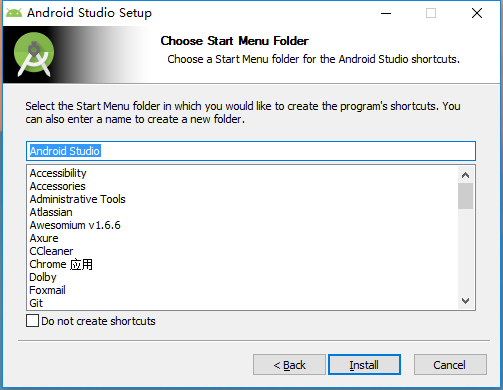 Android Studio Setup
Choose Start Menu Folder
Choose a Start Menu folder for the Android Studio shortcuts.
Select the Start Menu folder in which you would like to create the program's shortcuts. You
can also enter a name to create a new folder.
Android Studio
Accessibility
Accessories
Administrative Tools
Atlassian
Awesomium v1.6.6
Axure
CCleaner
Chrome 应用
Dolby
Foxmail
Git
Do not create shortcuts
< Back
Install
Cancel